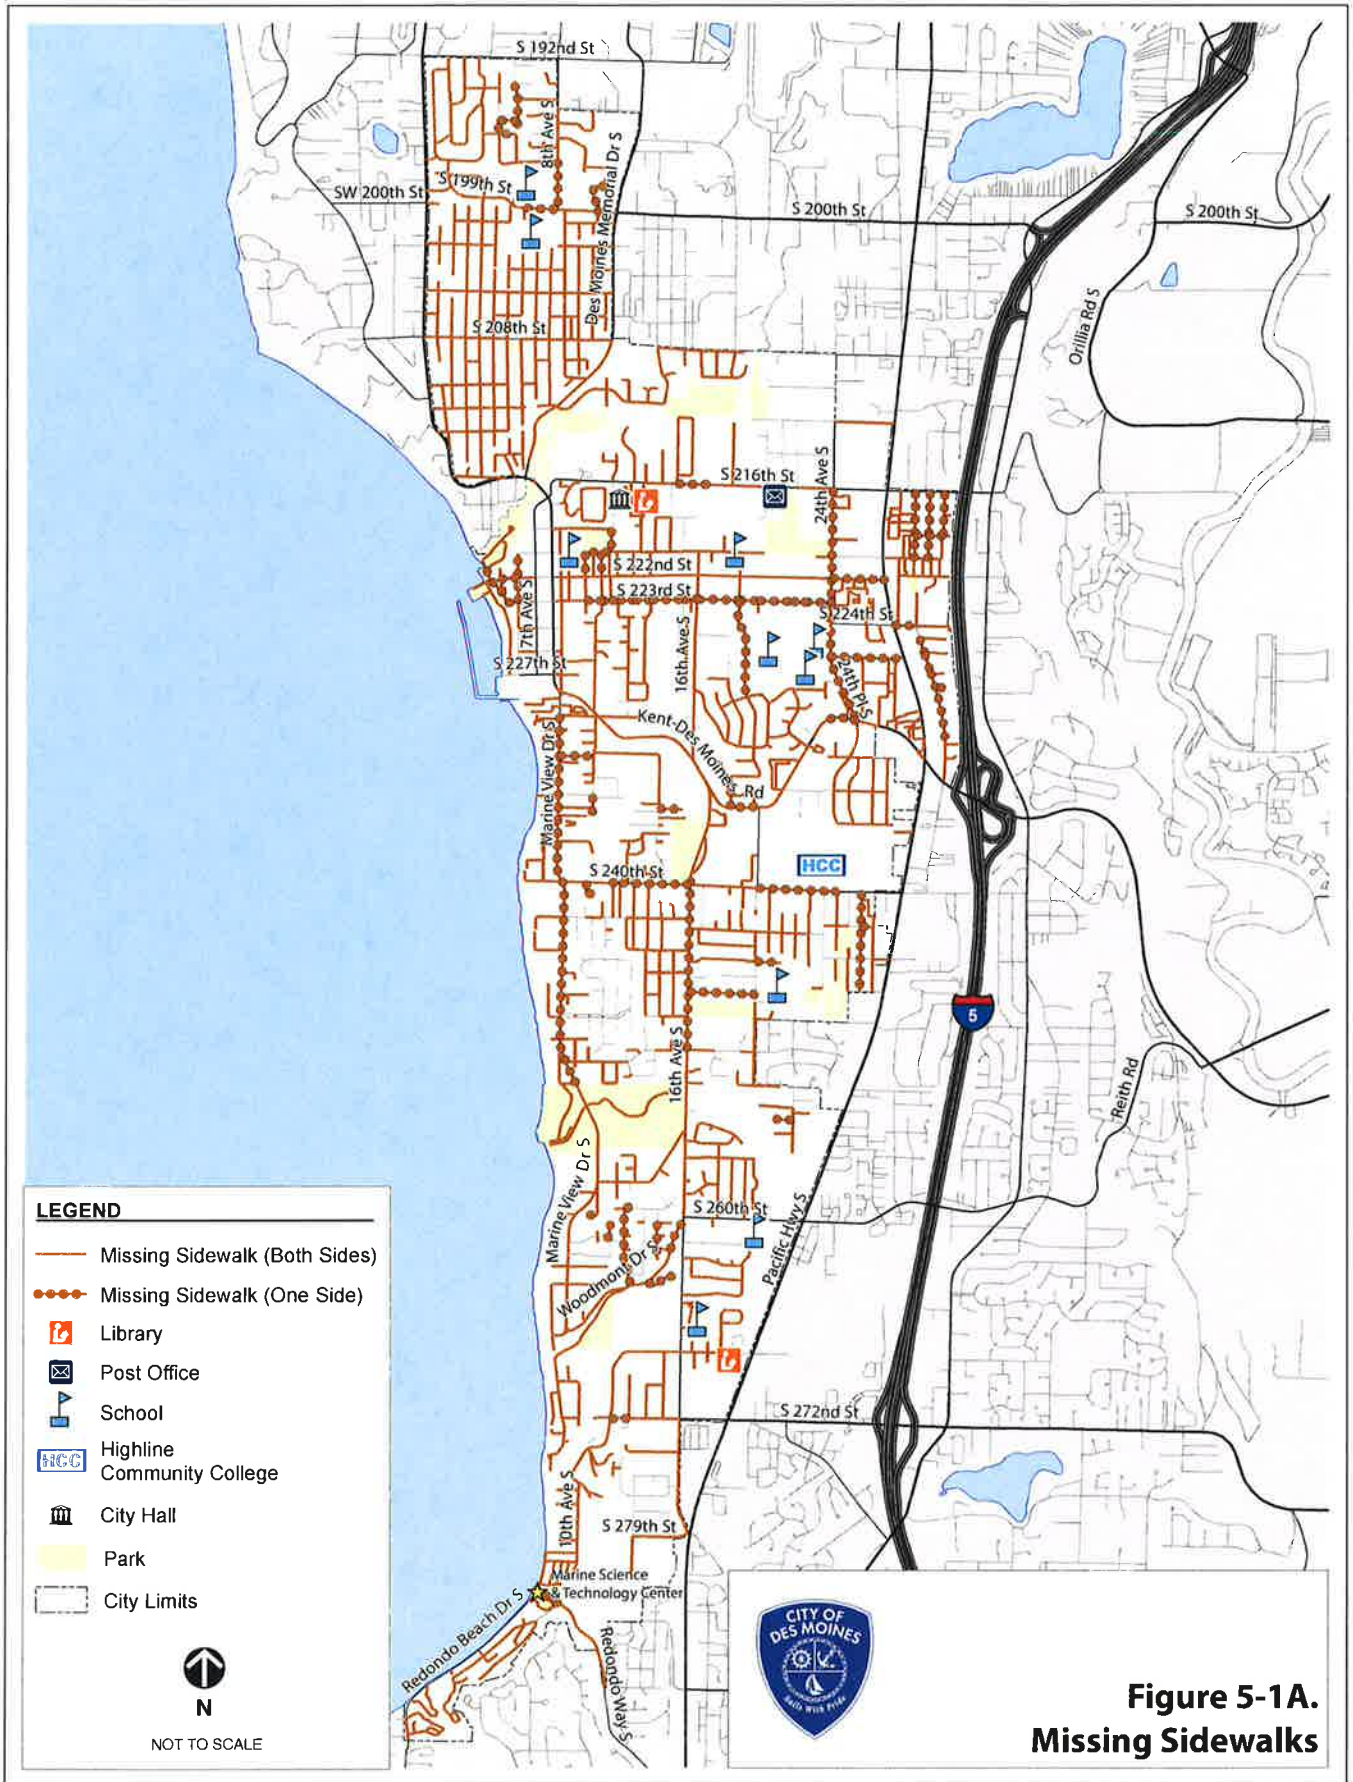 S 192nd St
8th Ave S
Des Moines Memorial Dr S
S 199th St
SW 200th St
S 200th St
S 200th St
Orillia Rd S
S 208th St
S 216th St
24th Ave S
S 222nd St
S 223rd St
S 224th St
7th Ave S
16th Ave S
S 227th St
24th Pl S
Kent-Des Moines Rd
Marine View Dr S
HCC
S 240th St
5
16th Ave S
Reith Rd
Marine View Dr S
S 260th St
Pacific Hwy S
Woodmont Dr S
S 272nd St
10th Ave S
S 279th St
Marine Science
& Technology Center
Redondo Beach Dr S
Redondo Way S
LEGEND
Missing Sidewalk (Both Sides)
Missing Sidewalk (One Side)
Library
Post Office
School
HCC
Highline
Community College
City Hall
Park
City Limits
N
NOT TO SCALE
CITY OF
DES MOINES
Sails With Pride
Figure 5-1A.
Missing Sidewalks